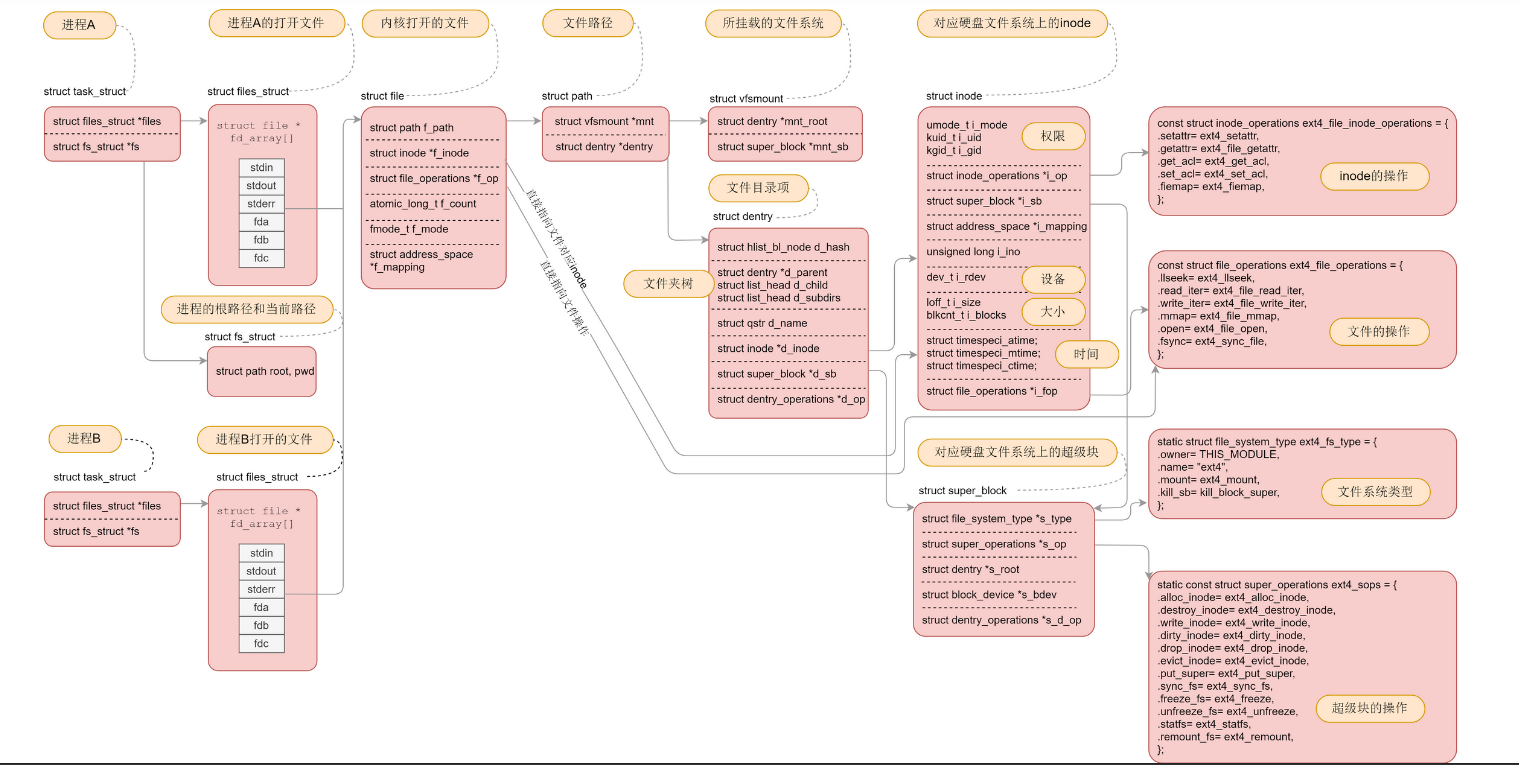 进程A
进程A的打开文件
内核打开的文件
文件路径
所挂载的文件系统
对应硬盘文件系统上的inode
struct task_struct
struct files_struct *files
struct fs_struct *fs
struct files_struct
struct file *
fd_array[]
stdin
stdout
stderr
fda
fdb
fdc
进程的根路径和当前路径
struct fs_struct
struct path root, pwd
struct file
struct path f_path
struct inode *f_inode
struct file_operations *f_op
atomic_long_t f_count
fmode_t f_mode
struct address_space
*f_mapping
直接指向文件对应inode
直接指向文件操作
struct path
struct vfsmount *mnt
struct dentry *dentry
struct vfsmount
struct dentry *mnt_root
struct super_block *mnt_sb
文件目录项
struct dentry
struct hlist_bl_node d_hash
文件夹树
struct dentry *d_parent
struct list_head d_child
struct list_head d_subdirs
struct qstr d_name
struct inode *d_inode
struct super_block *d_sb
struct dentry_operations *d_op
struct inode
umode_t i_mode
kuid_t i_uid
kgid_t i_gid
权限
struct inode_operations *i_op
struct super_block *i_sb
struct address_space *i_mapping
unsigned long i_ino
dev_t i_rdev
设备
loff_t i_size
blkcnt_t i_blocks
大小
struct timespeci_atime;
struct timespeci_mtime;
struct timespeci_ctime;
时间
struct file_operations *i_fop
const struct inode_operations ext4_file_inode_operations = {
.setattr= ext4_setattr,
.getattr= ext4_file_getattr,
.get_acl= ext4_get_acl,
.set_acl= ext4_set_acl,
.fiemap= ext4_fiemap,
};
inode的操作
const struct file_operations ext4_file_operations = {
.llseek= ext4_llseek,
.read_iter= ext4_file_read_iter,
.write_iter= ext4_file_write_iter,
.mmap= ext4_file_mmap,
.open= ext4_file_open,
.fsync= ext4_sync_file,
};
文件的操作
进程B
进程B打开的文件
struct task_struct
struct files_struct *files
struct fs_struct *fs
struct files_struct
struct file *
fd_array[]
stdin
stdout
stderr
fda
fdb
fdc
对应硬盘文件系统上的超级块
struct super_block
struct file_system_type *s_type
struct super_operations *s_op
struct dentry *s_root
struct block_device *s_bdev
struct dentry_operations *s_d_op
static struct file_system_type ext4_fs_type = {
.owner= THIS_MODULE,
.name= "ext4",
.mount= ext4_mount,
.kill_sb= kill_block_super,
};
文件系统类型
static const struct super_operations ext4_sops = {
.alloc_inode= ext4_alloc_inode,
.destroy_inode= ext4_destroy_inode,
.write_inode= ext4_write_inode,
.dirty_inode= ext4_dirty_inode,
.drop_inode= ext4_drop_inode,
.evict_inode= ext4_evict_inode,
.put_super= ext4_put_super,
.sync_fs= ext4_sync_fs,
.freeze_fs= ext4_freeze,
.unfreeze_fs= ext4_unfreeze,
.statfs= ext4_statfs,
.remount_fs= ext4_remount,
};
超级块的操作